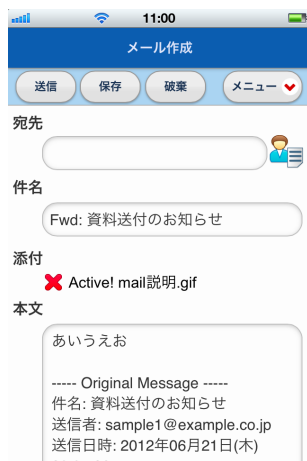 11:00
メール作成
送信 保存 破棄 メニュー
宛先
件名
Fwd: 資料送付のお知らせ
添付
Active! mail説明.gif
本文
あいうえお
----- Original Message -----
件名: 資料送付のお知らせ
送信者: sample1@example.co.jp
送信日時: 2012年06月21日(木)